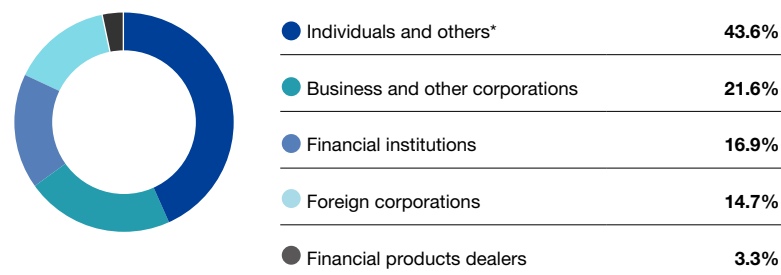 Individuals and others* 43.6%
Business and other corporations 21.6%
Financial institutions 16.9%
Foreign corporations 14.7%
Financial products dealers 3.3%